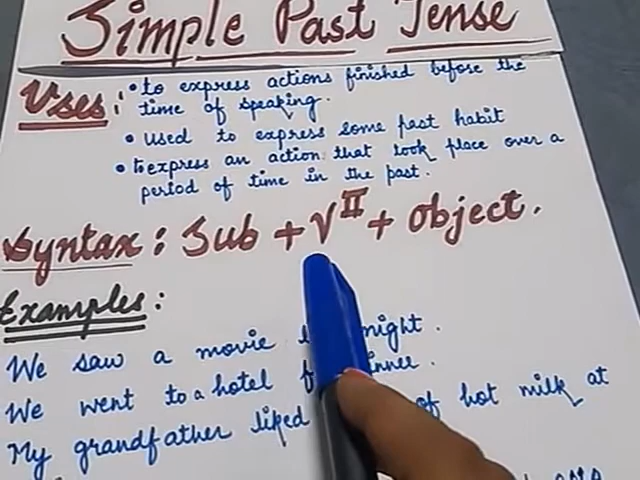 Simple Past Tense
Uses: • to express actions finished before the
time of speaking.
• used to express some past habit
• to express an action that took place over a
period of time in the past.
Syntax: Sub + V II + Object.
Examples:
We saw a movie night.
We went to a hotel
My grandfather liked of hot milk at